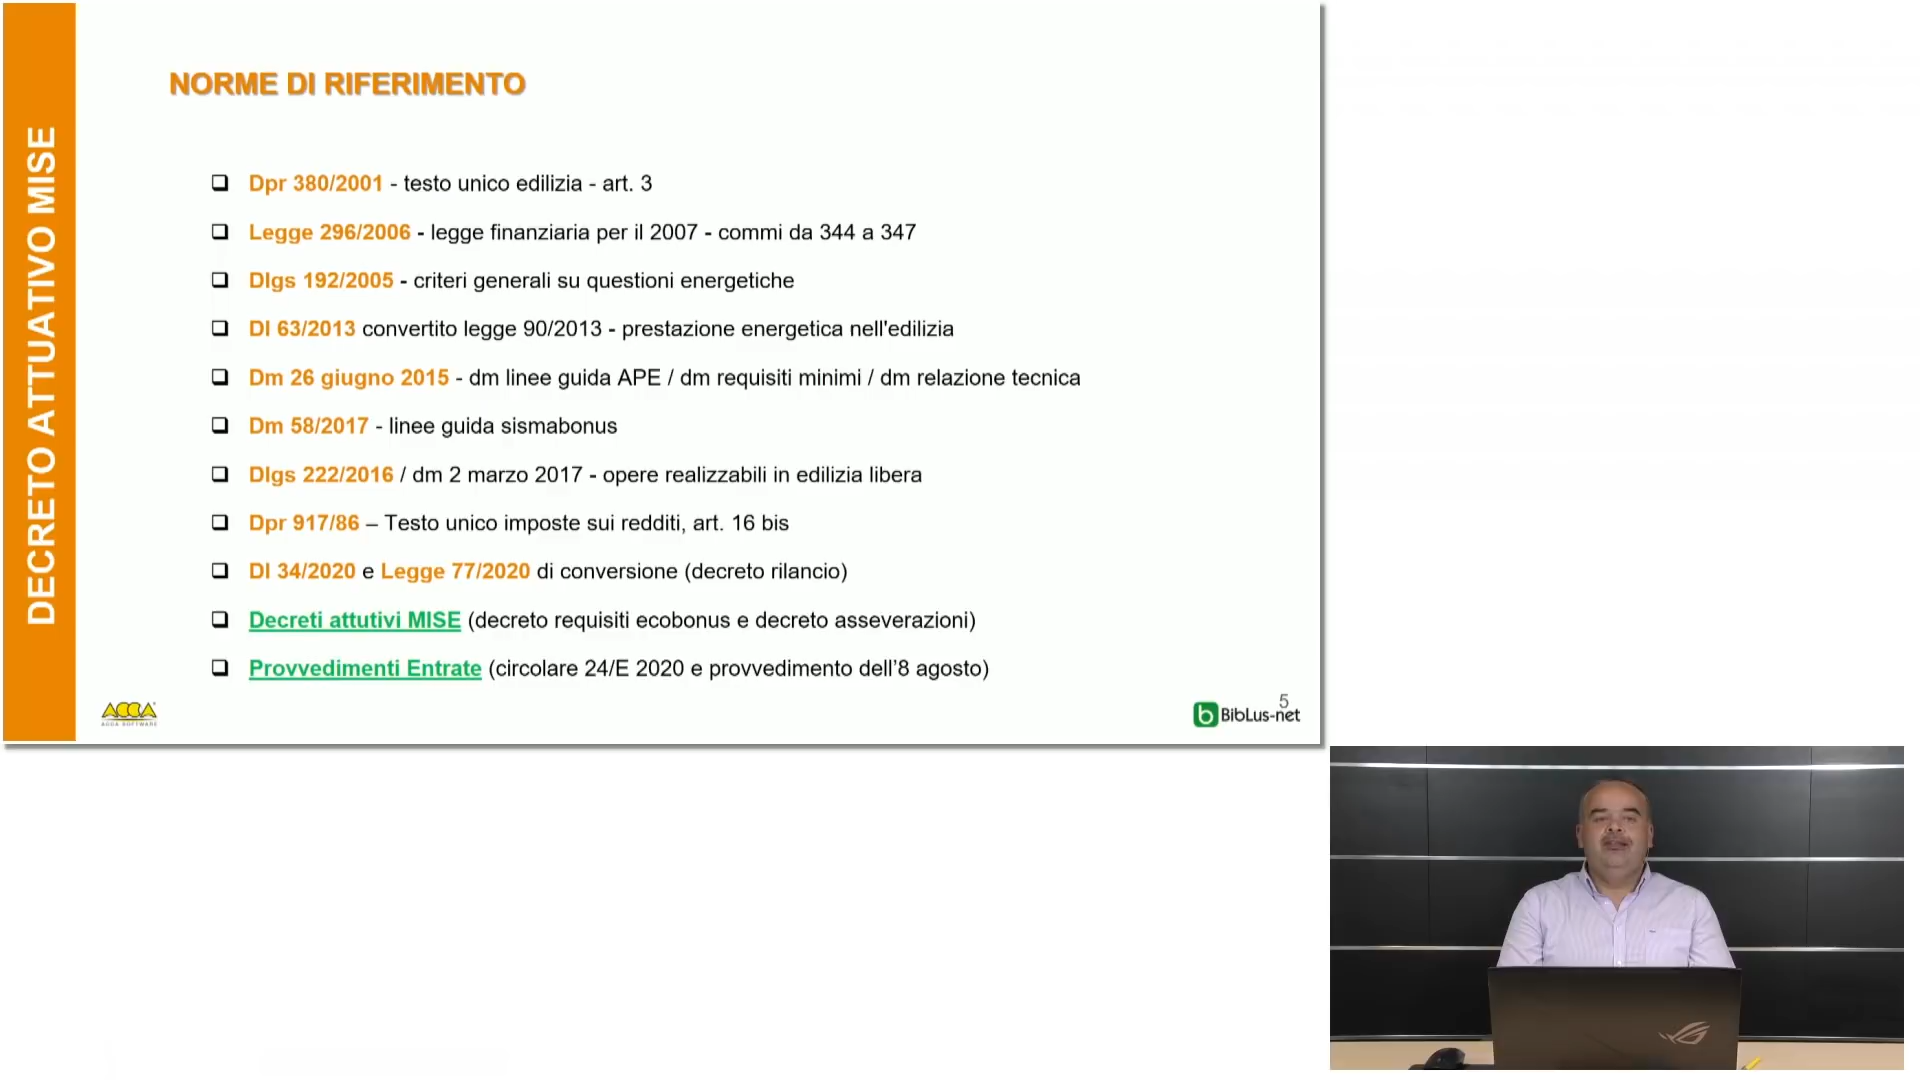 DECRETO ATTUATIVO MISE
NORME DI RIFERIMENTO
Dpr 380/2001 - testo unico edilizia - art. 3
Legge 296/2006 - legge finanziaria per il 2007 - commi da 344 a 347
Dlgs 192/2005 - criteri generali su questioni energetiche
Dl 63/2013 convertito legge 90/2013 - prestazione energetica nell'edilizia
Dm 26 giugno 2015 - dm linee guida APE / dm requisiti minimi / dm relazione tecnica
Dm 58/2017 - linee guida sismabonus
Dlgs 222/2016 / dm 2 marzo 2017 - opere realizzabili in edilizia libera
Dpr 917/86 – Testo unico imposte sui redditi, art. 16 bis
Dl 34/2020 e Legge 77/2020 di conversione (decreto rilancio)
Decreti attutivi MISE (decreto requisiti ecobonus e decreto asseverazioni)
Provvedimenti Entrate (circolare 24/E 2020 e provvedimento dell’8 agosto)
ACCA
ACCA SOFTWARE
5
b BibLus-net